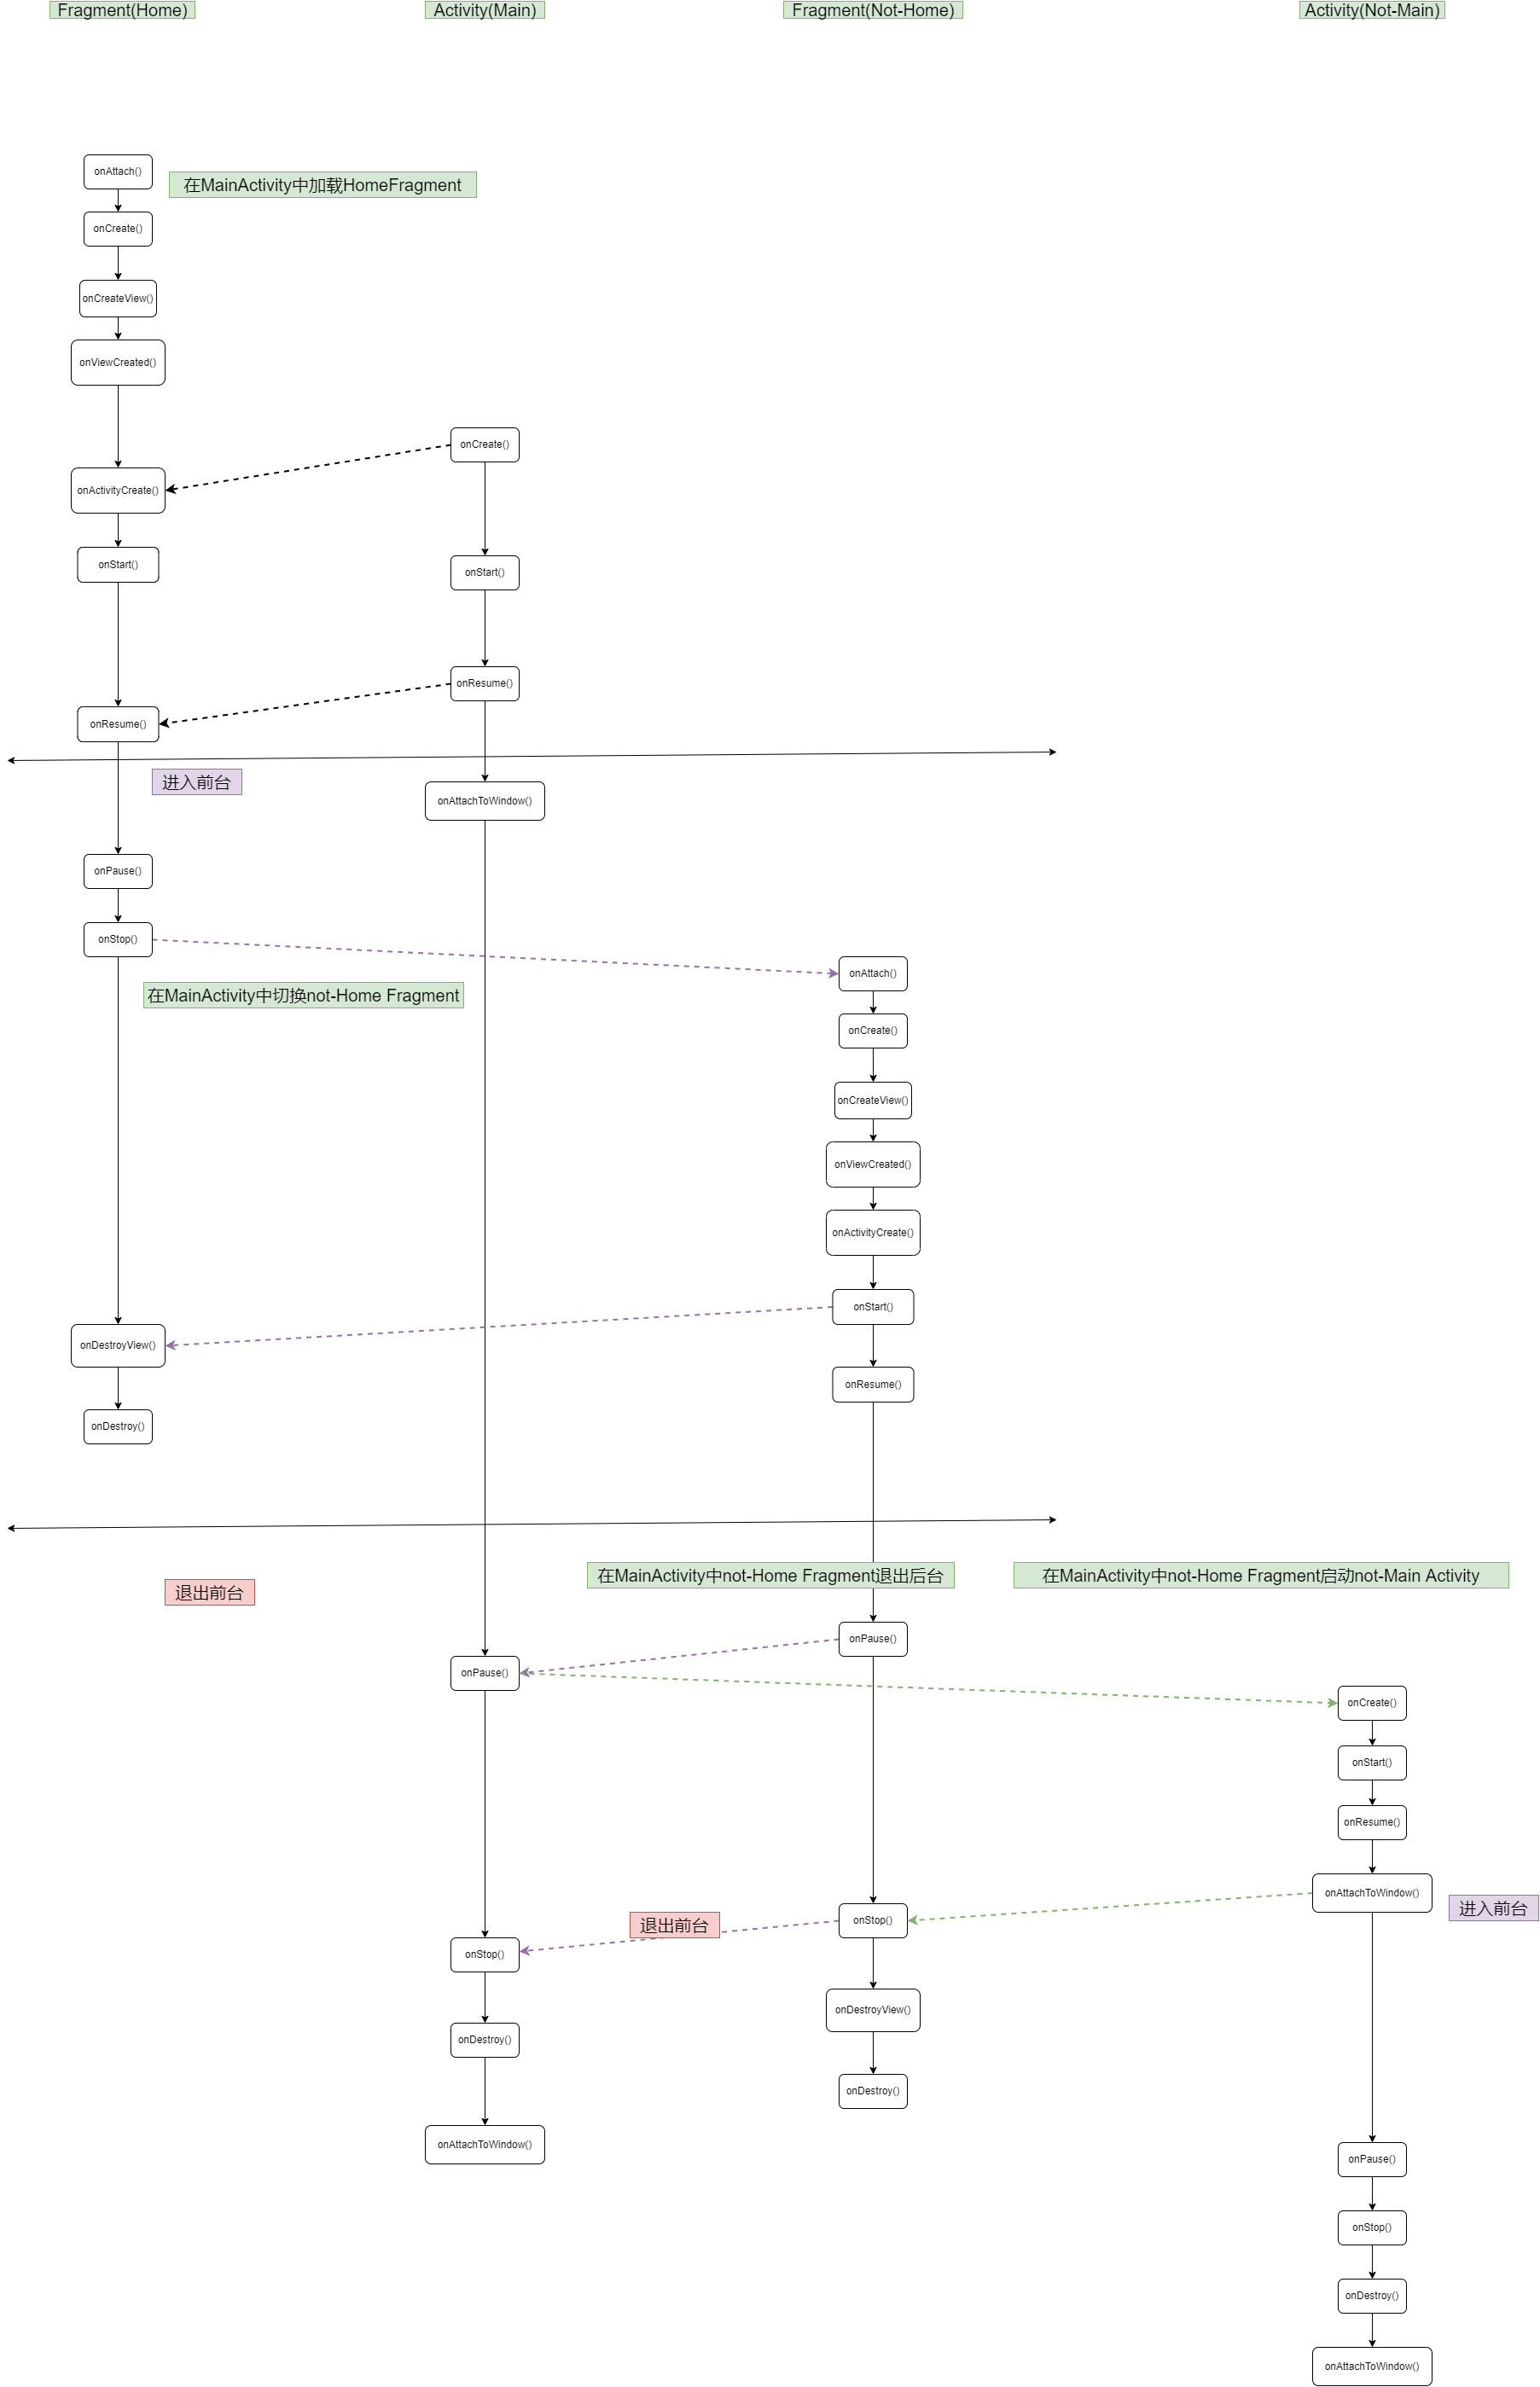 Fragment(Home)
Activity(Main)
Fragment(Not-Home)
Activity(Not-Main)
onAttach()
在MainActivity中加载HomeFragment
onCreate()
onCreateView()
onViewCreated()
onCreate()
onActivityCreate()
onStart()
onStart()
onResume()
onResume()
进入前台
onAttachToWindow()
onPause()
onStop()
onAttach()
在MainActivity中切换not-Home Fragment
onCreate()
onCreateView()
onViewCreated()
onActivityCreate()
onStart()
onDestroyView()
onResume()
onDestroy()
在MainActivity中not-Home Fragment退出后台
在MainActivity中not-Home Fragment启动not-Main Activity
退出前台
onPause()
onPause()
onCreate()
onStart()
onResume()
onAttachToWindow()
进入前台
onStop()
退出前台
onStop()
onDestroyView()
onDestroy()
onDestroy()
onAttachToWindow()
onPause()
onStop()
onDestroy()
onAttachToWindow()